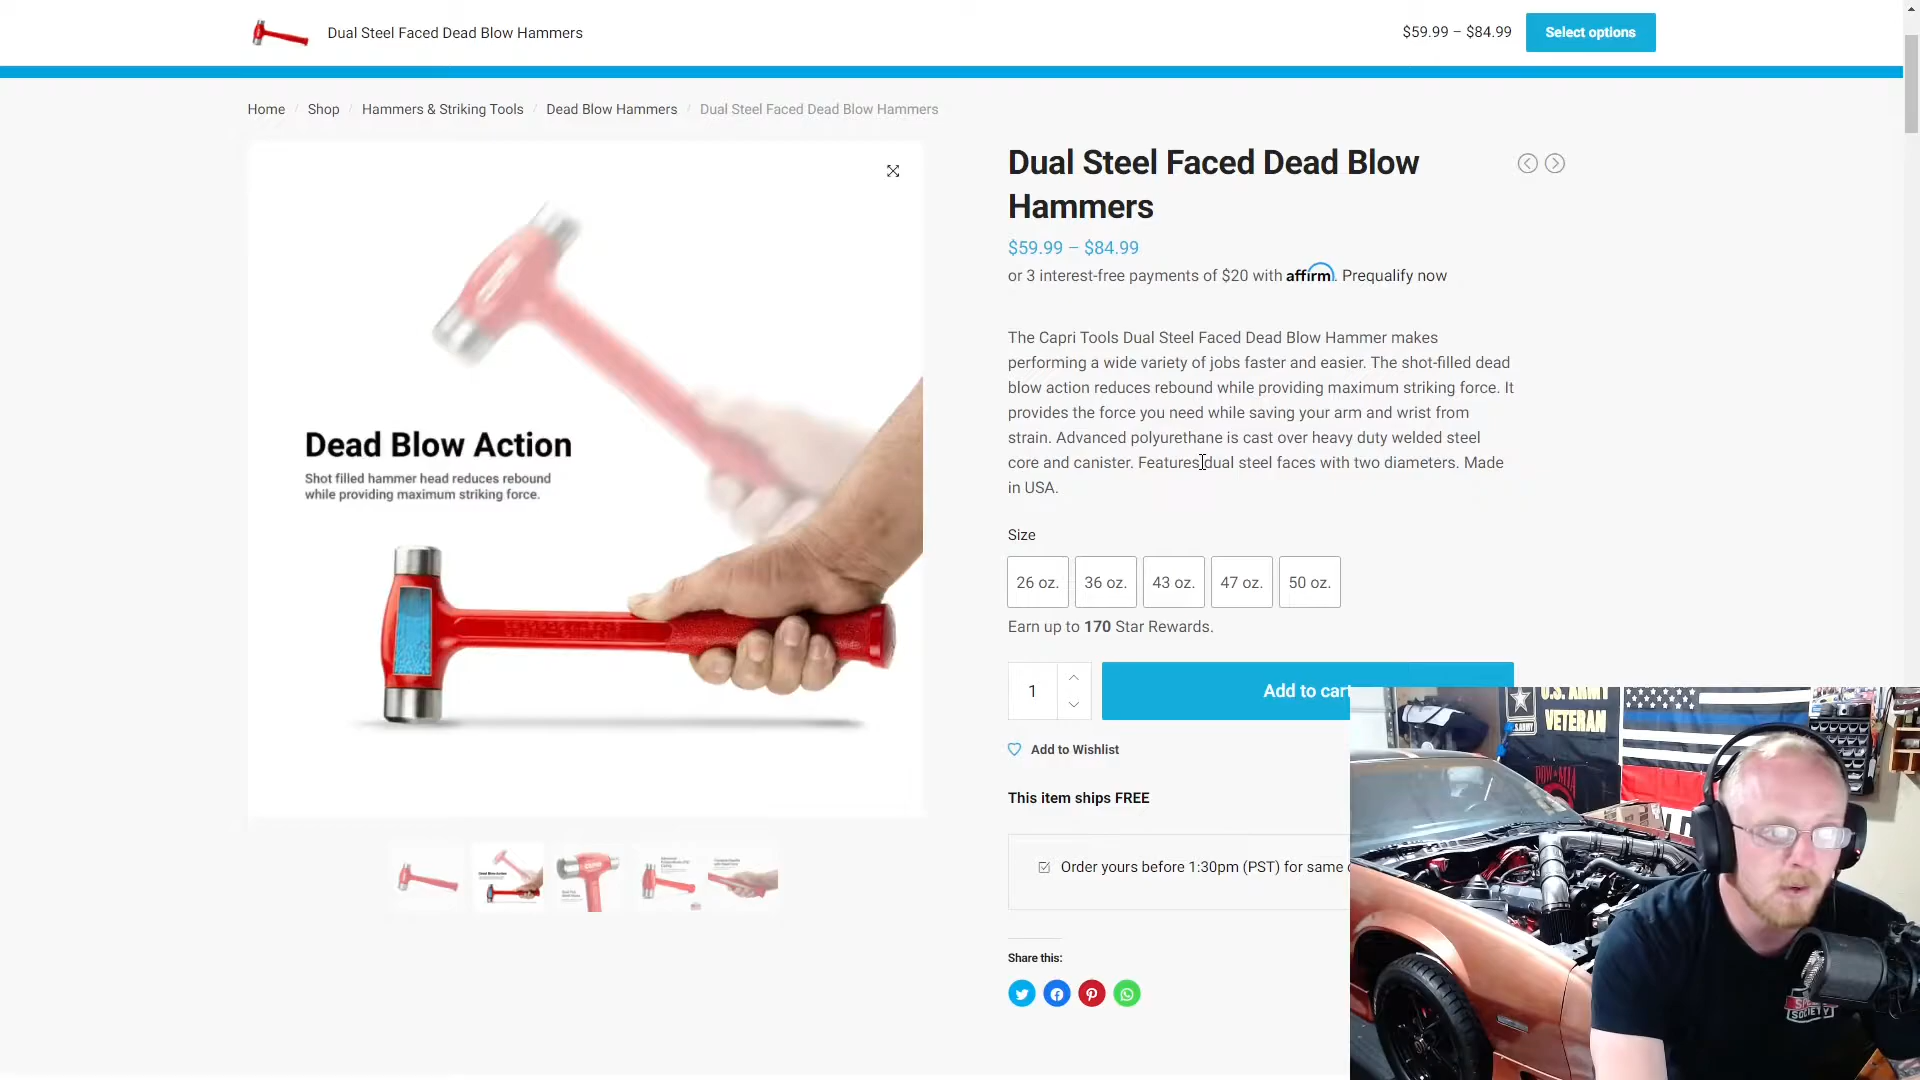 Dual Steel Faced Dead Blow Hammers
$59.99 – $84.99
Select options
Home / Shop / Hammers & Striking Tools / Dead Blow Hammers / Dual Steel Faced Dead Blow Hammers
Dead Blow Action
Shot filled hammer head reduces rebound
while providing maximum striking force.
Dual Steel Faced Dead Blow
Hammers
$59.99 – $84.99
or 3 interest-free payments of $20 with affirm. Prequalify now
The Capri Tools Dual Steel Faced Dead Blow Hammer makes
performing a wide variety of jobs faster and easier. The shot-filled dead
blow action reduces rebound while providing maximum striking force. It
provides the force you need while saving your arm and wrist from
strain. Advanced polyurethane is cast over heavy duty welded steel
core and canister. Features dual steel faces with two diameters. Made
in USA.
Size
26 oz. 36 oz. 43 oz. 47 oz. 50 oz.
Earn up to 170 Star Rewards.
1
Add to cart
Add to Wishlist
This item ships FREE
Order yours before 1:30pm (PST) for same
Share this:
U.S. ARMY
VETERAN
POW MIA
SOCIETY